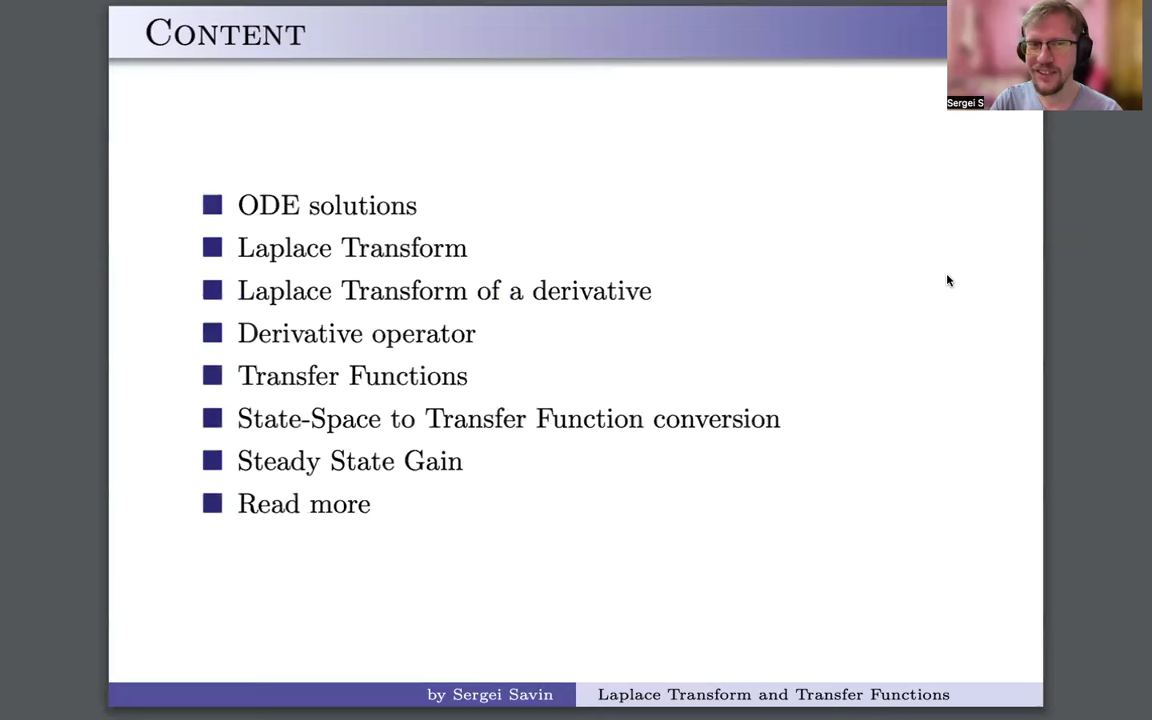 Content
Sergei S
ODE solutions
Laplace Transform
Laplace Transform of a derivative
Derivative operator
Transfer Functions
State-Space to Transfer Function conversion
Steady State Gain
Read more
by Sergei Savin
Laplace Transform and Transfer Functions